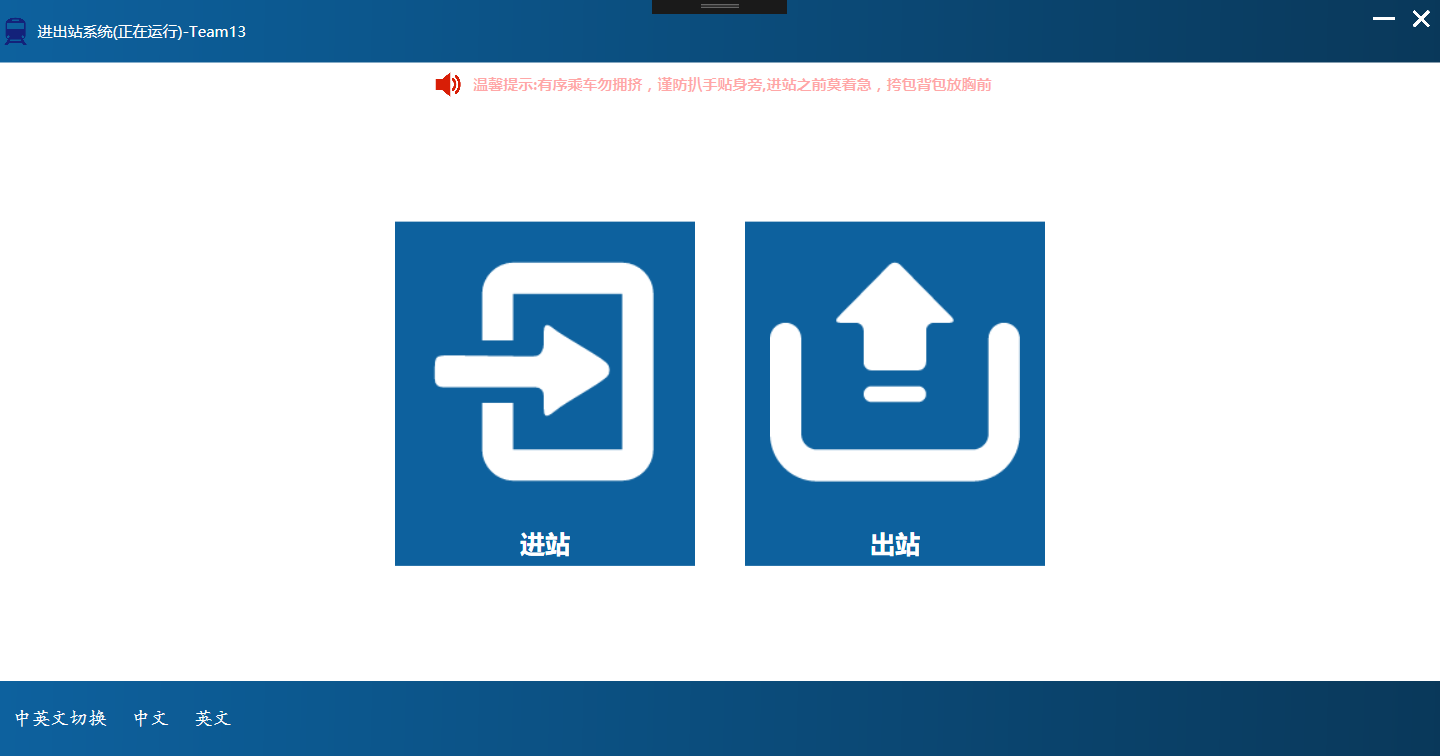 进出站系统(正在运行)-Team13
温馨提示:有序乘车勿拥挤，谨防扒手贴身旁,进站之前莫着急，挎包背包放胸前
进站
出站
中英文切换 中文 英文